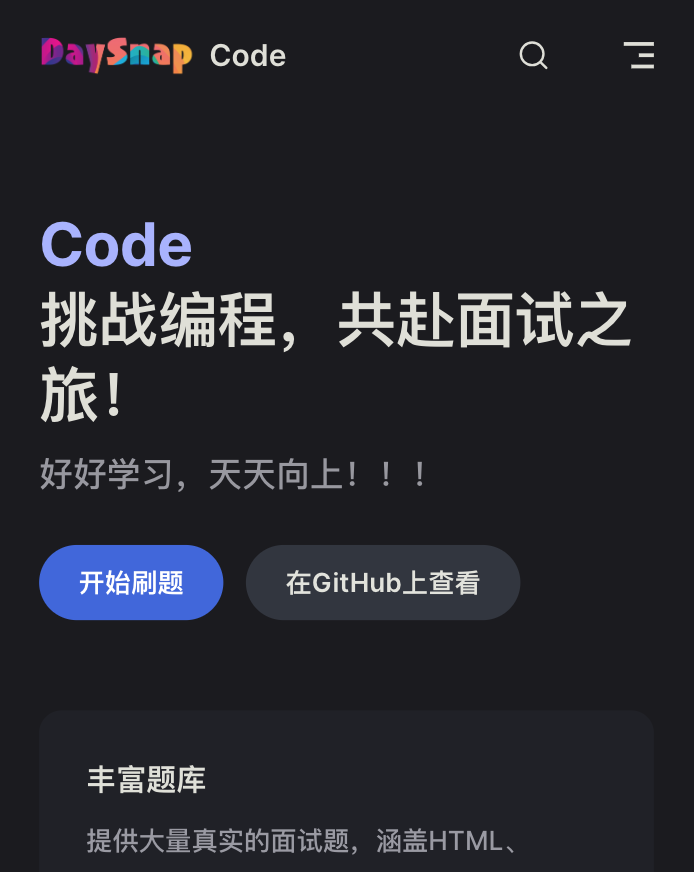 DaySnap Code
Code
挑战编程，共赴面试之
旅！
好好学习，天天向上！！！
开始刷题
在GitHub上查看
丰富题库
提供大量真实的面试题，涵盖HTML、